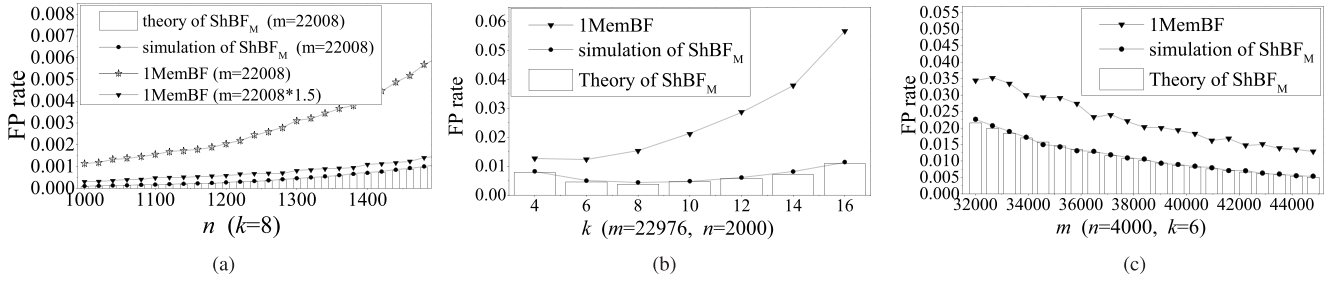 0.008
0.007
0.006
0.005
0.004
0.003
0.002
0.001
0.000
FP rate
theory of ShBF_M (m=22008)
simulation of ShBF_M (m=22008)
1MemBF (m=22008)
1MemBF (m=22008*1.5)
1000 1100 1200 1300 1400
n (k=8)
(a)
0.06
0.05
0.04
0.03
0.02
0.01
0.00
FP rate
1MemBF
simulation of ShBF_M
Theory of ShBF_M
4 6 8 10 12 14 16
k (m=22976, n=2000)
(b)
0.055
0.050
0.045
0.040
0.035
0.030
0.025
0.020
0.015
0.010
0.005
0.000
FP rate
1MemBF
simulation of ShBF_M
Theory of ShBF_M
32000 34000 36000 38000 40000 42000 44000
m (n=4000, k=6)
(c)